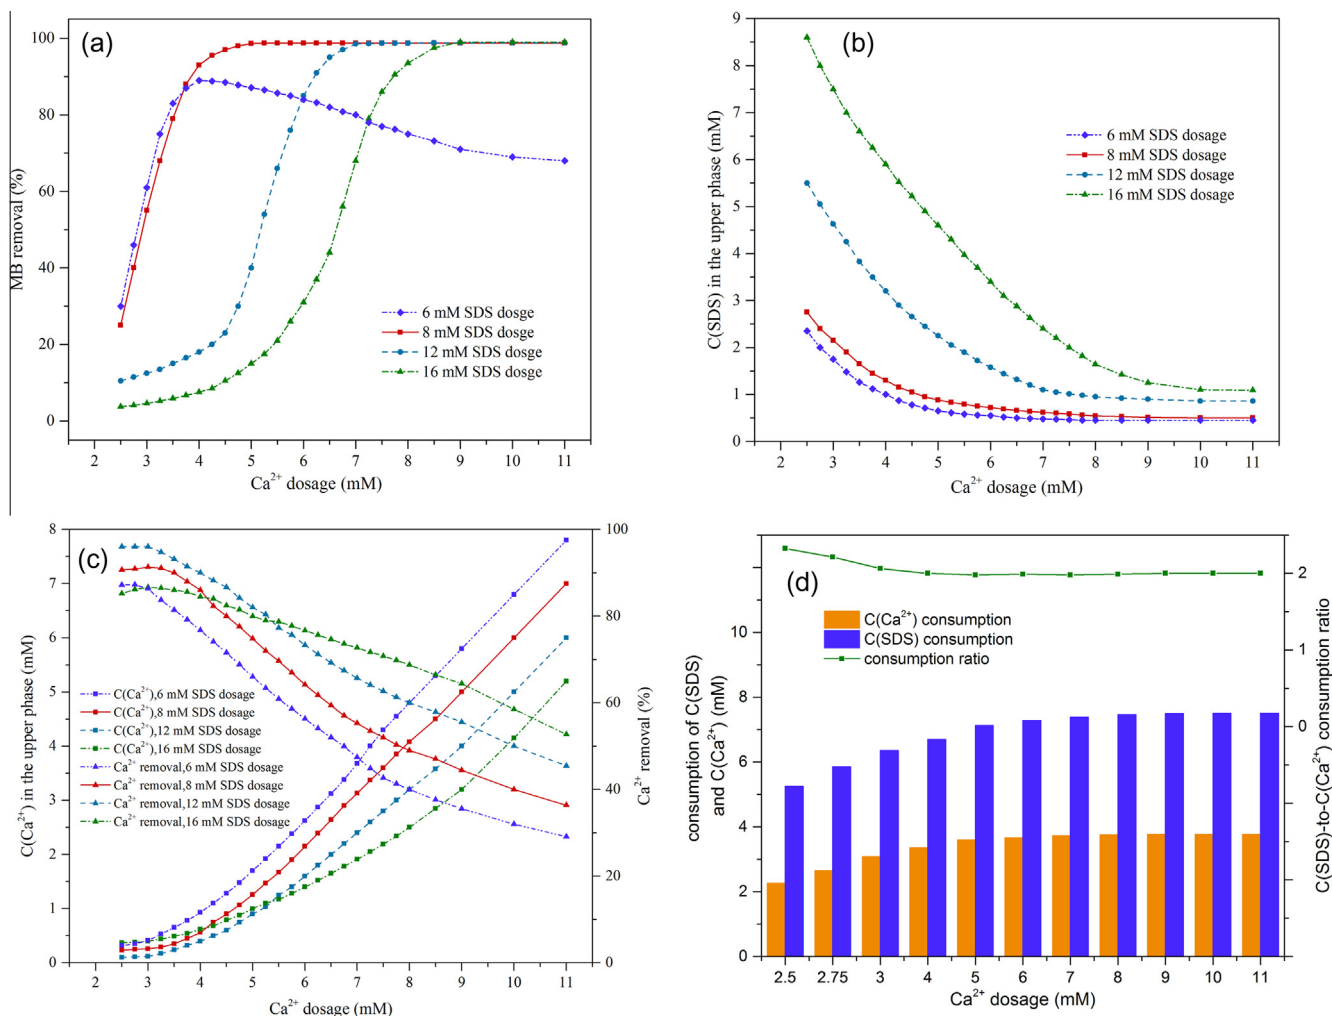 (a)
MB removal (%)
100
80
60
40
20
0
6 mM SDS dosge
8 mM SDS dosge
12 mM SDS dosge
16 mM SDS dosge
2 3 4 5 6 7 8 9 10 11
Ca²⁺ dosage (mM)
(b)
C(SDS) in the upper phase (mM)
9
8
7
6
5
4
3
2
1
0
6 mM SDS dosage
8 mM SDS dosage
12 mM SDS dosage
16 mM SDS dosage
2 3 4 5 6 7 8 9 10 11
Ca²⁺ dosage (mM)
(c)
C(Ca²⁺) in the upper phase (mM)
8
7
6
5
4
3
2
1
0
C(Ca²⁺),6 mM SDS dosage
C(Ca²⁺),8 mM SDS dosage
C(Ca²⁺),12 mM SDS dosage
C(Ca²⁺),16 mM SDS dosage
Ca²⁺ removal,6 mM SDS dosage
Ca²⁺ removal,8 mM SDS dosage
Ca²⁺ removal,12 mM SDS dosage
Ca²⁺ removal,16 mM SDS dosage
100
80
60
40
20
0
Ca²⁺ removal (%)
2 3 4 5 6 7 8 9 10 11
Ca²⁺ dosage (mM)
(d)
consumption of C(SDS)
and C(Ca²⁺) (mM)
12
10
8
6
4
2
0
C(Ca²⁺) consumption
C(SDS) consumption
consumption ratio
2
1
0
C(SDS)-to-C(Ca²⁺) consumption ratio
2.5 2.75 3 4 5 6 7 8 9 10 11
Ca²⁺ dosage (mM)